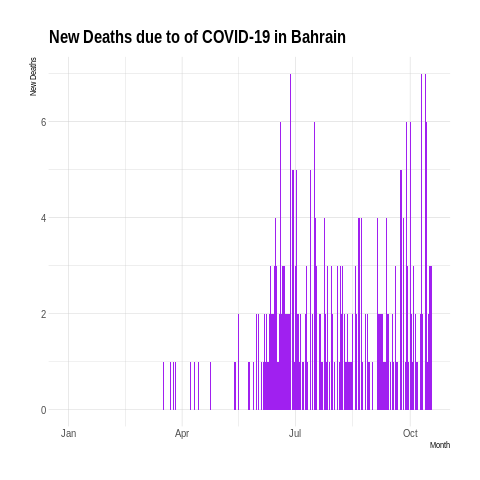 New Deaths due to of COVID-19 in Bahrain
New Deaths
6
4
2
0
Jan Apr Jul Oct
Month